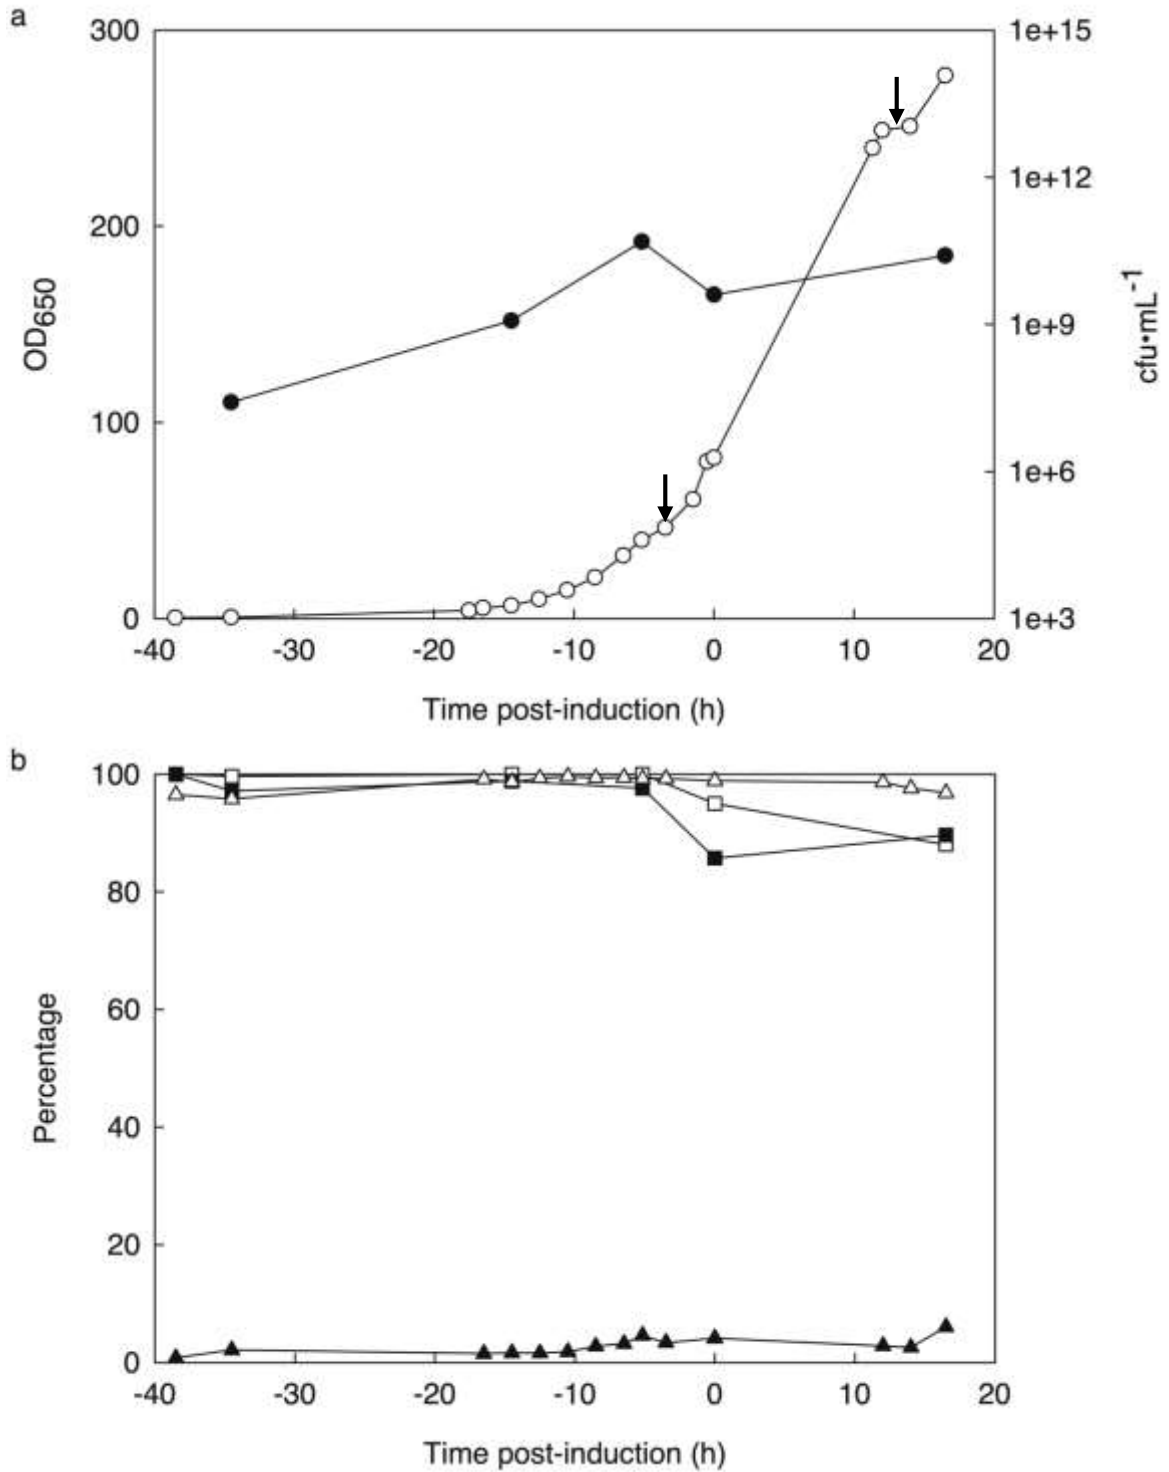 a
300
200
100
0
OD650
1e+15
1e+12
1e+9
1e+6
1e+3
cfu•mL-1
-40 -30 -20 -10 0 10 20
Time post-induction (h)
b
100
80
60
40
20
0
Percentage
-40 -30 -20 -10 0 10 20
Time post-induction (h)